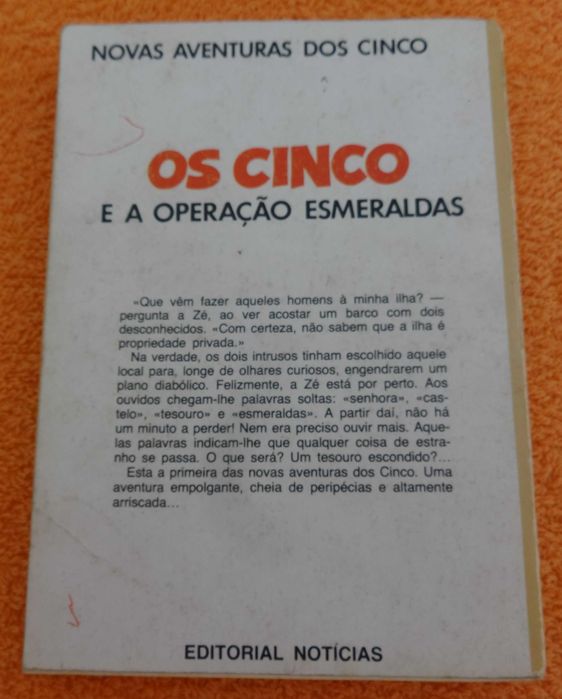 NOVAS AVENTURAS DOS CINCO
OS CINCO
E A OPERAÇÃO ESMERALDAS
«Que vêm fazer aqueles homens à minha ilha? —
pergunta a Zé, ao ver acostar um barco com dois
desconhecidos. «Com certeza, não sabem que a ilha é
propriedade privada.»
Na verdade, os dois intrusos tinham escolhido aquele
local para, longe de olhares curiosos, engendrarem um
plano diabólico. Felizmente, a Zé está por perto. Aos
ouvidos chegam-lhe palavras soltas: «senhora», «cas-
telo», «tesouro» e «esmeraldas». A partir daí, não há
um minuto a perder! Nem era preciso ouvir mais. Aque-
las palavras indicam-lhe que qualquer coisa de estra-
nho se passa. O que será? Um tesouro escondido?...
Esta a primeira das novas aventuras dos Cinco. Uma
aventura empolgante, cheia de peripécias e altamente
arriscada...
EDITORIAL NOTÍCIAS